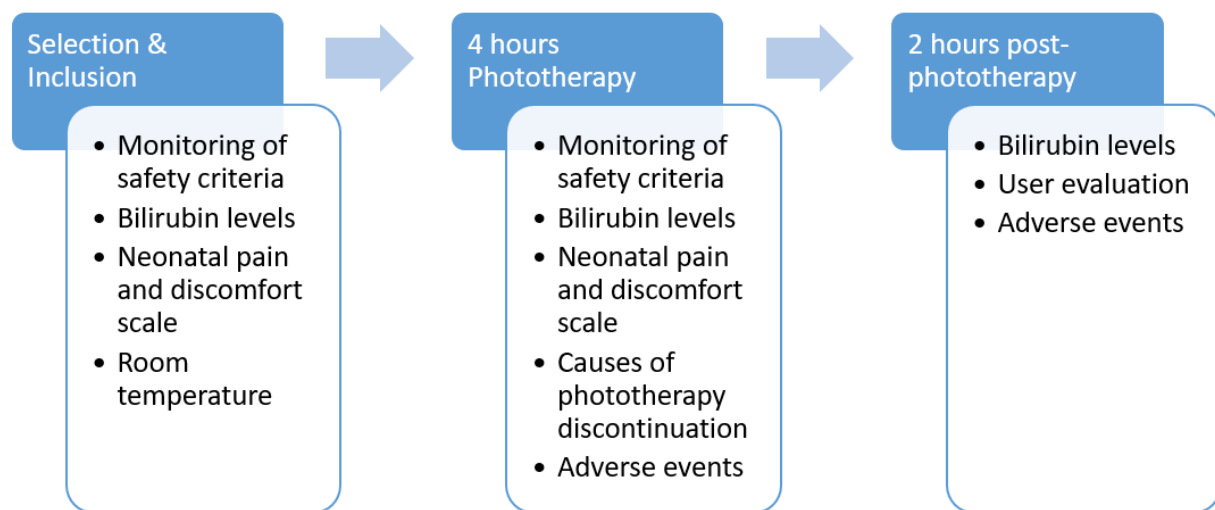 Selection &
Inclusion
• Monitoring of
safety criteria
• Bilirubin levels
• Neonatal pain
and discomfort
scale
• Room
temperature
4 hours
Phototherapy
• Monitoring of
safety criteria
• Bilirubin levels
• Neonatal pain
and discomfort
scale
• Causes of
phototherapy
discontinuation
• Adverse events
2 hours post-
phototherapy
• Bilirubin levels
• User evaluation
• Adverse events